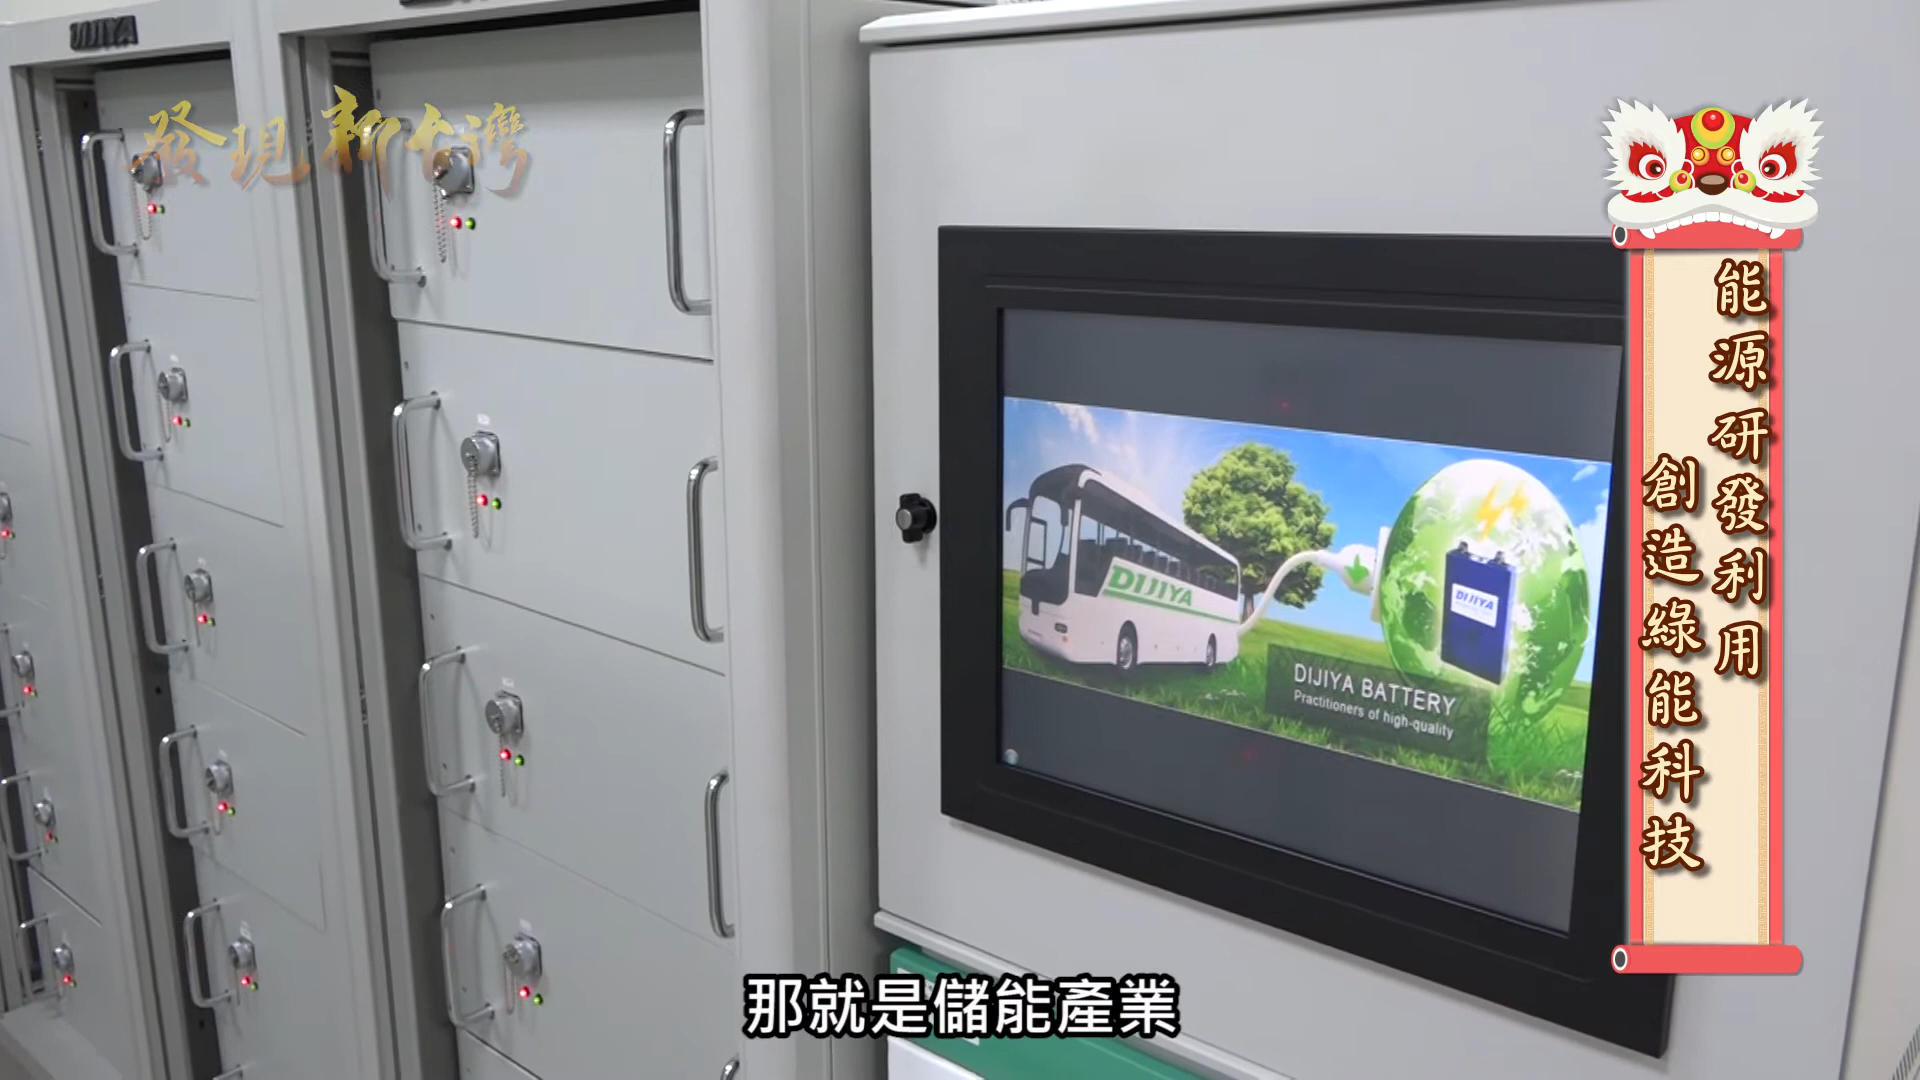 DIJIYA
發現新台灣
能源研發利用
創造綠能科技
DIJIYA
DIJIYA
DIJIYA BATTERY
Practitioners of high-quality
那就是儲能產業